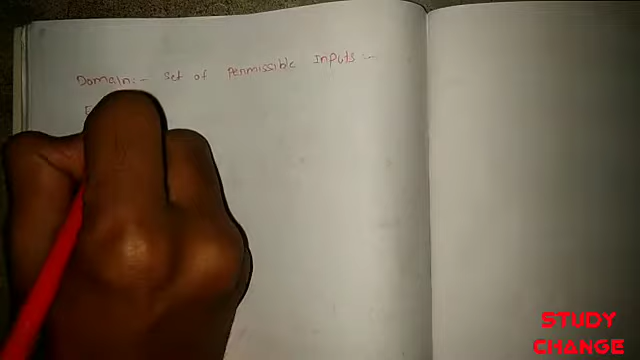 Domain:- Set of Permissible Inputs :-
STUDY
CHANGE